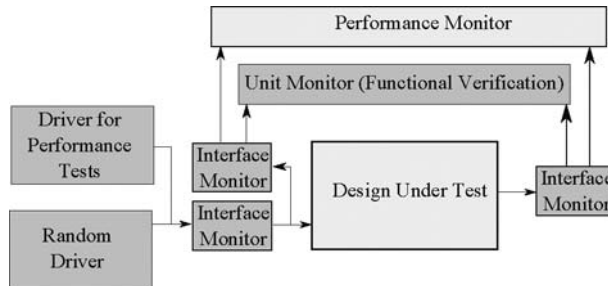 Performance Monitor
Unit Monitor (Functional Verification)
Driver for
Performance
Tests
Interface
Monitor
Design Under Test
Interface
Monitor
Interface
Monitor
Random
Driver